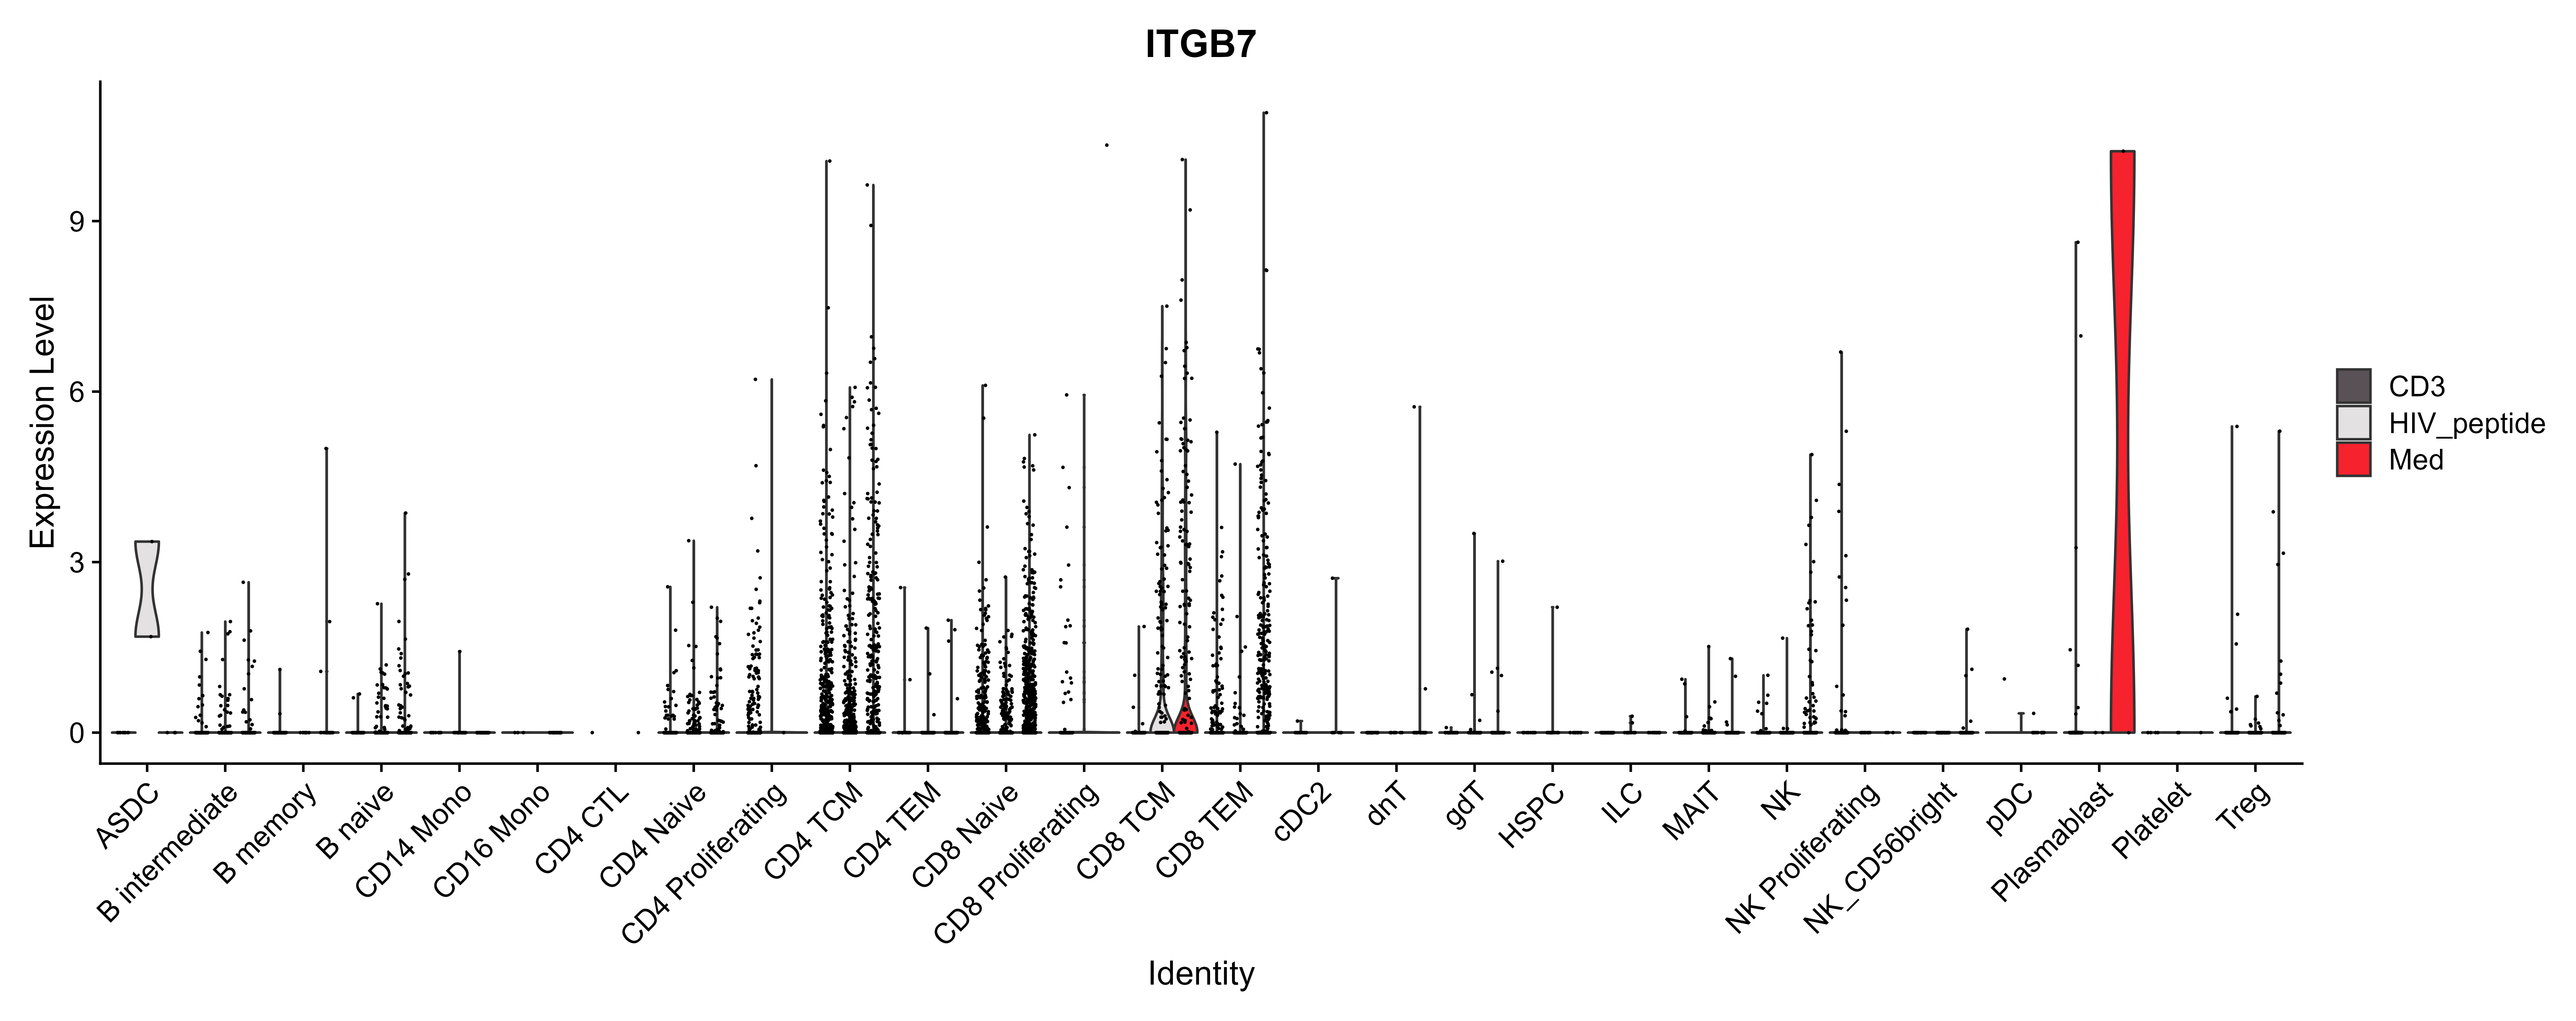 ITGB7
Expression Level
9
6
3
0
CD3
HIV_peptide
Med
ASDC
B intermediate
B memory
B naive
CD14 Mono
CD16 Mono
CD4 CTL
CD4 Naive
CD4 Proliferating
CD4 TCM
CD4 TEM
CD8 Naive
CD8 Proliferating
CD8 TCM
CD8 TEM
cDC2
dnT
gdT
HSPC
ILC
MAIT
NK
NK Proliferating
NK_CD56bright
pDC
Plasmablast
Platelet
Treg
Identity